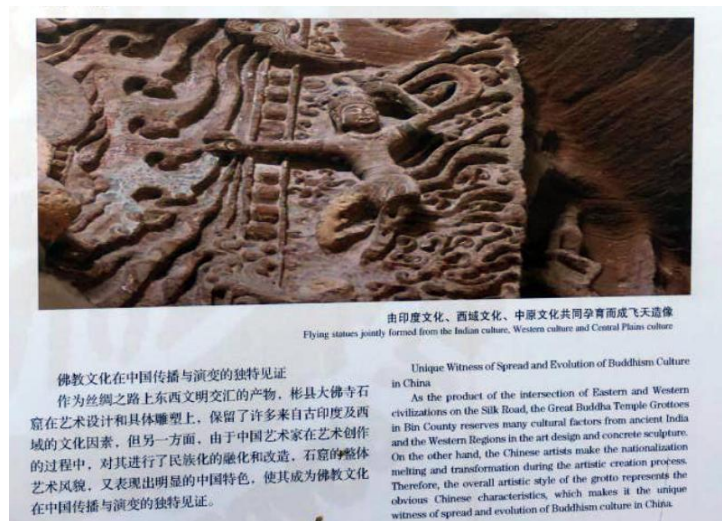 由印度文化、西域文化、中原文化共同孕育而成飞天造像
Flying statues jointly formed from the Indian culture, Western culture and Central Plains culture
佛教文化在中国传播与演变的独特见证
作为丝绸之路上东西文明交汇的产物，彬县大佛寺石
窟在艺术设计和具体雕塑上，保留了许多来自古印度及西
域的文化因素，但另一方面，由于中国艺术家在艺术创作
的过程中，对其进行了民族化的融化和改造，石窟的整体
艺术风貌，又表现出明显的中国特色，使其成为佛教文化
在中国传播与演变的独特见证。
Unique Witness of Spread and Evolution of Buddhism Culture
in China
As the product of the intersection of Eastern and Western
civilizations on the Silk Road, the Great Buddha Temple Grottoes
in Bin County reserves many cultural factors from ancient India
and the Western Regions in the art design and concrete sculpture.
On the other hand, the Chinese artists make the nationalization
melting and transformation during the artistic creation process.
Therefore, the overall artistic style of the grotto represents the
obvious Chinese characteristics, which makes it the unique
witness of spread and evolution of Buddhism Culture in China.